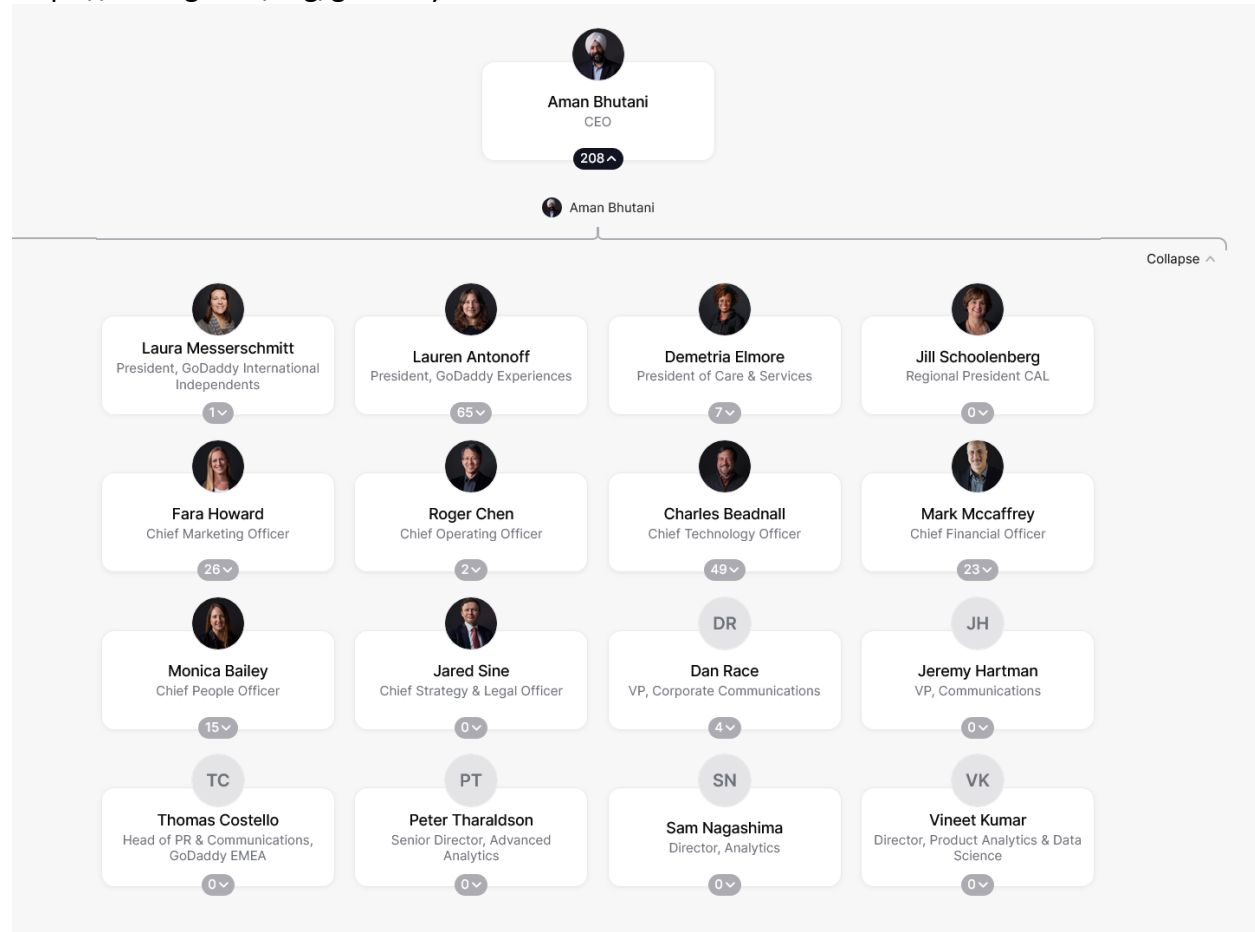 Aman Bhutani
CEO
208
Aman Bhutani
Collapse
Laura Messerschmitt
President, GoDaddy International
Independents
1
Lauren Antonoff
President, GoDaddy Experiences
65
Demetria Elmore
President of Care & Services
7
Jill Schoolenberg
Regional President CAL
0
Fara Howard
Chief Marketing Officer
26
Roger Chen
Chief Operating Officer
2
Charles Beadnall
Chief Technology Officer
49
Mark Mccaffrey
Chief Financial Officer
23
Monica Bailey
Chief People Officer
15
Jared Sine
Chief Strategy & Legal Officer
0
DR
Dan Race
VP, Corporate Communications
4
JH
Jeremy Hartman
VP, Communications
0
TC
Thomas Costello
Head of PR & Communications,
GoDaddy EMEA
0
PT
Peter Tharaldson
Senior Director, Advanced
Analytics
0
SN
Sam Nagashima
Director, Analytics
0
VK
Vineet Kumar
Director, Product Analytics & Data
Science
0